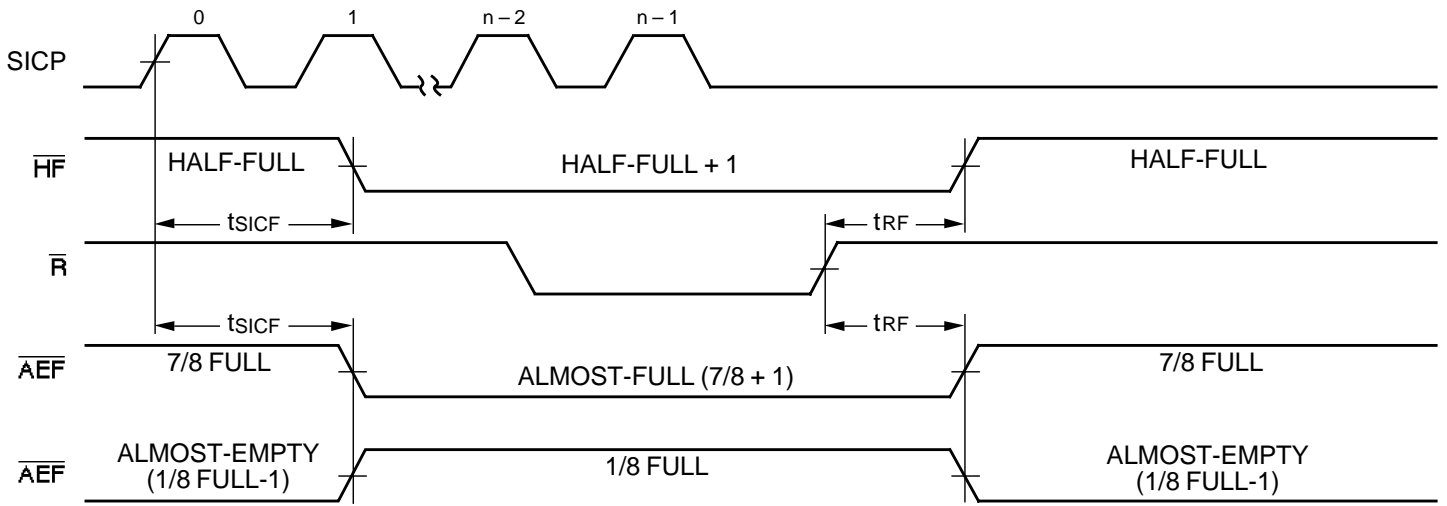 0 1 n – 2 n – 1
SICP
HF HALF-FULL HALF-FULL + 1 HALF-FULL
tSICF tRF
R
tSICF tRF
AEF 7/8 FULL ALMOST-FULL (7/8 + 1) 7/8 FULL
AEF ALMOST-EMPTY 1/8 FULL ALMOST-EMPTY
(1/8 FULL-1) (1/8 FULL-1)